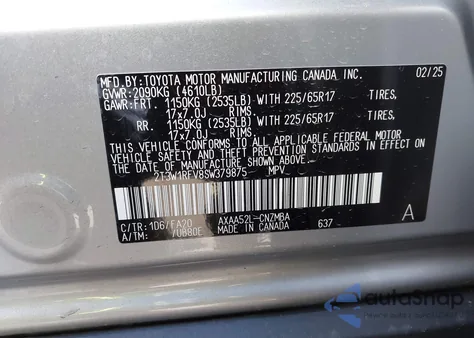 MFD.BY:TOYOTA MOTOR MANUFACTURING CANADA INC. 02/25
GVWR:2090KG (4610LB)
GAWR:FRT. 1150KG (2535LB) WITH 225/65R17 TIRES,
17x7.0J RIMS
RR. 1150KG (2535LB) WITH 225/65R17 TIRES,
17x7.0J RIMS
THIS VEHICLE CONFORMS TO ALL APPLICABLE FEDERAL MOTOR
VEHICLE SAFETY, BUMPER, AND THEFT PREVENTION STANDARDS IN
EFFECT ON THE DATE OF MANUFACTURE SHOWN ABOVE.
2T3W1RFV8SW379875 MPV
C/TR:1D6/FA20 AXAA52L-CNZMBA A
A/TM: /UB80E MADE IN CANADA 637
autoSnap